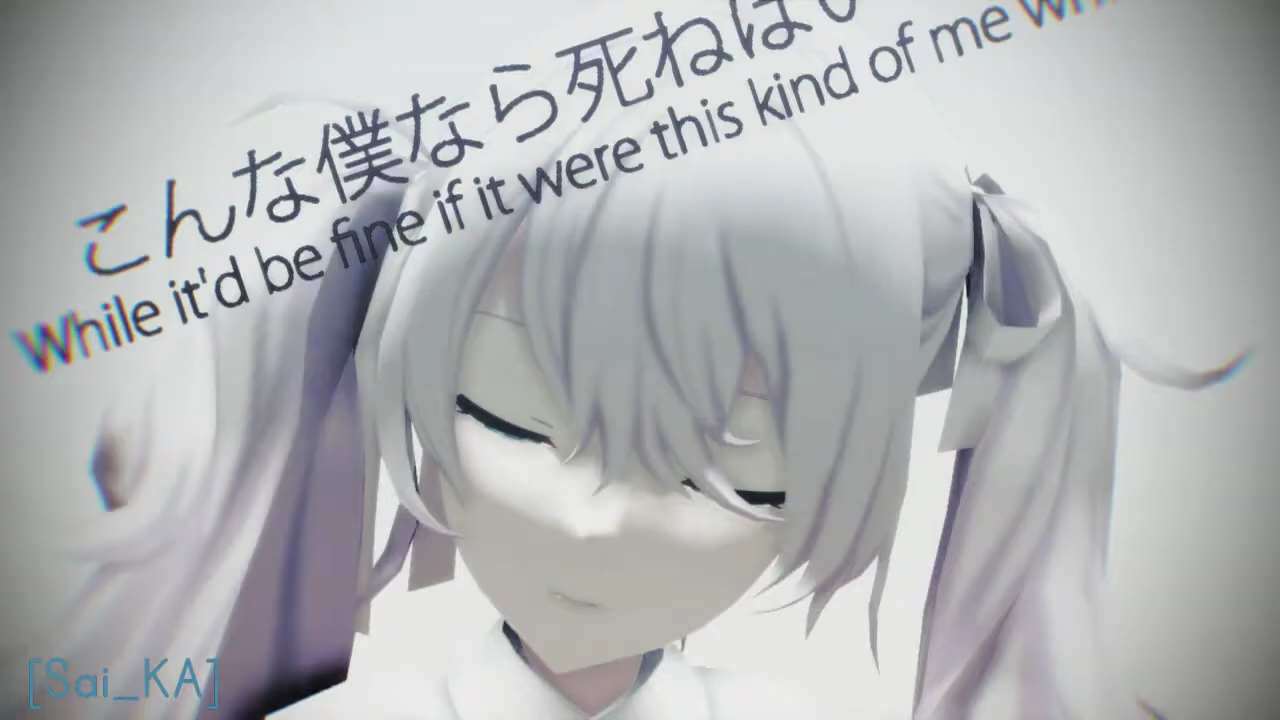 こんな僕なら死ねば
While it'd be fine if it were this kind of me
[Sai_KA]